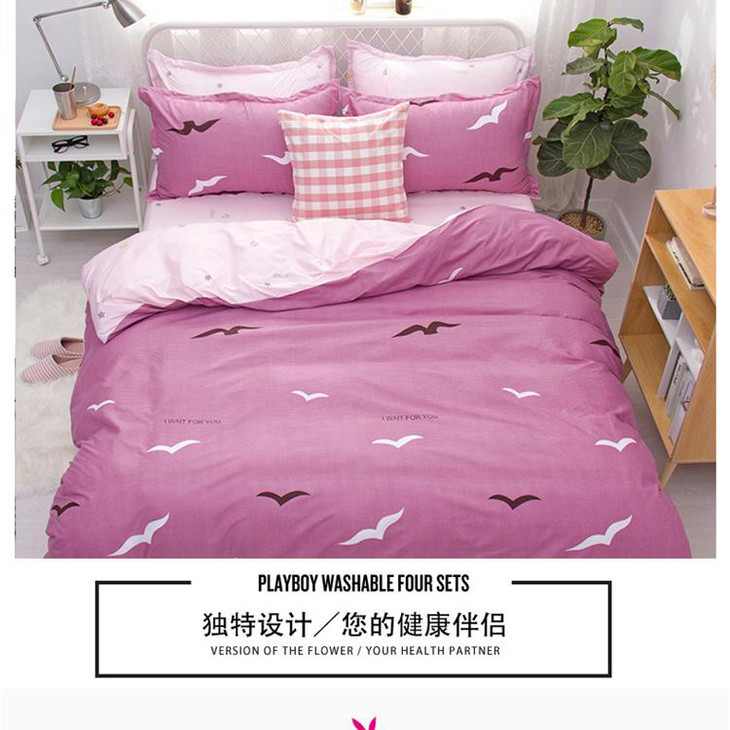 I WAIT FOR YOU
I WAIT FOR YOU
PLAYBOY WASHABLE FOUR SETS
独特设计／您的健康伴侣
VERSION OF THE FLOWER / YOUR HEALTH PARTNER